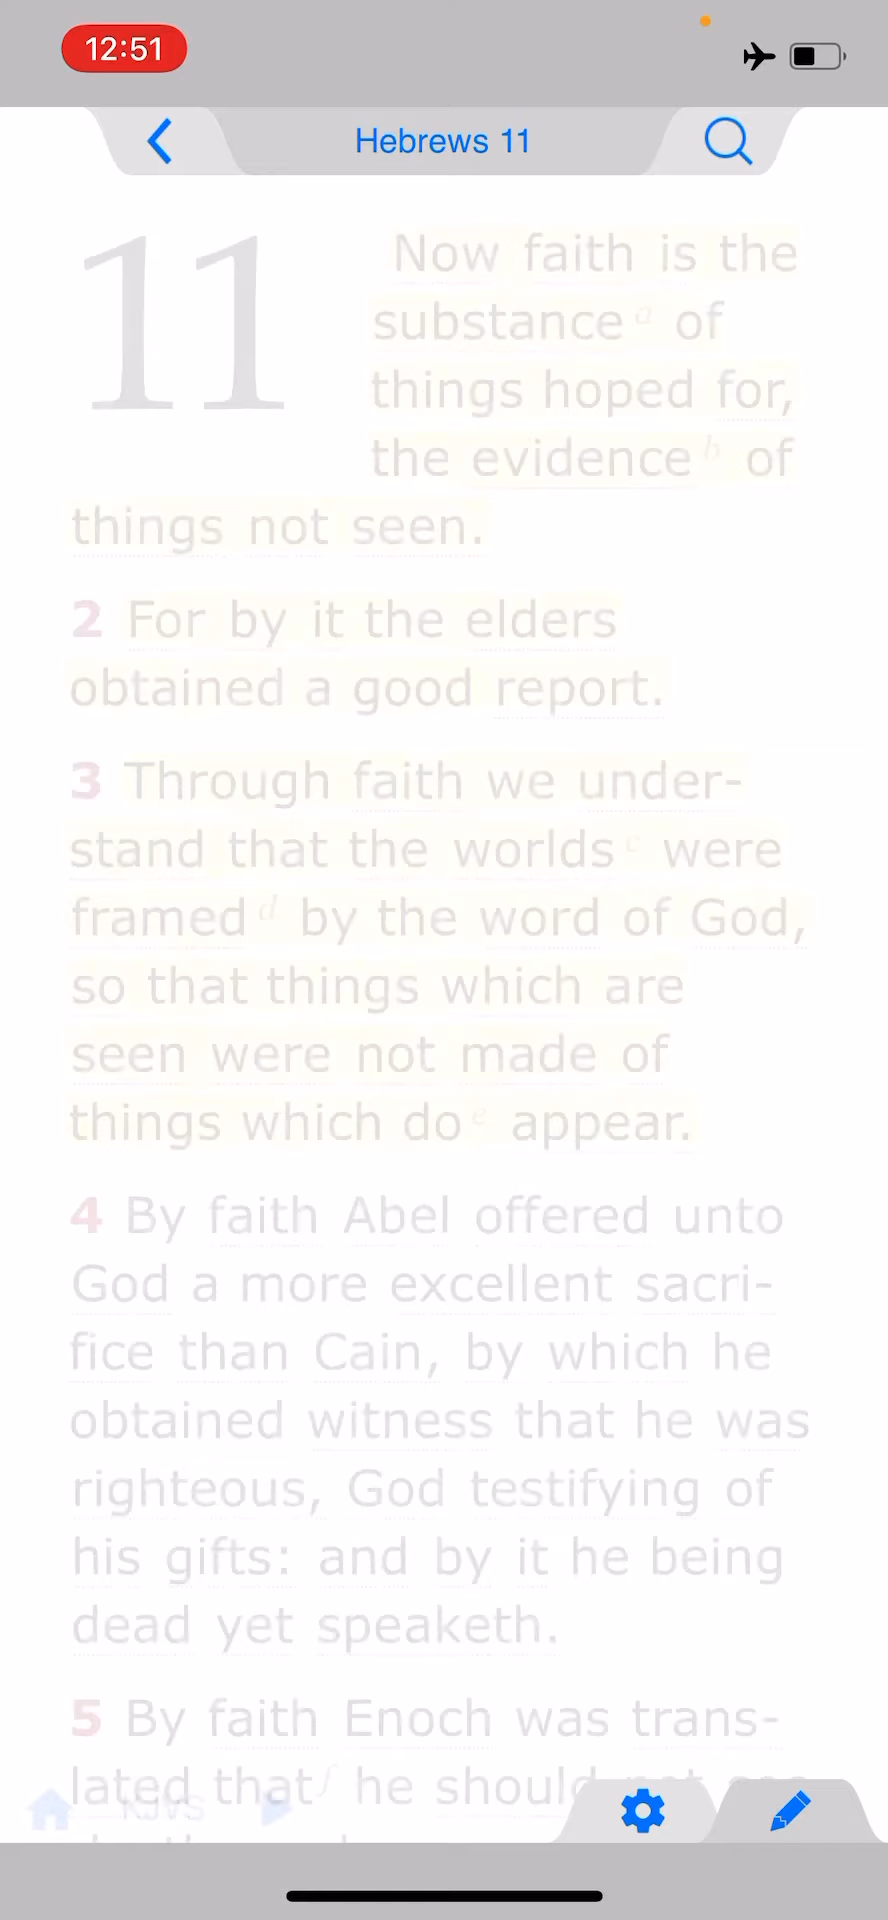 12:51
Hebrews 11
11
Now faith is the
substance a of
things hoped for,
the evidence b of
things not seen.
2 For by it the elders
obtained a good report.
3 Through faith we under-
stand that the worlds c were
framed d by the word of God,
so that things which are
seen were not made of
things which do e appear.
4 By faith Abel offered unto
God a more excellent sacri-
fice than Cain, by which he
obtained witness that he was
righteous, God testifying of
his gifts: and by it he being
dead yet speaketh.
5 By faith Enoch was trans-
lated that f he should
KJVS